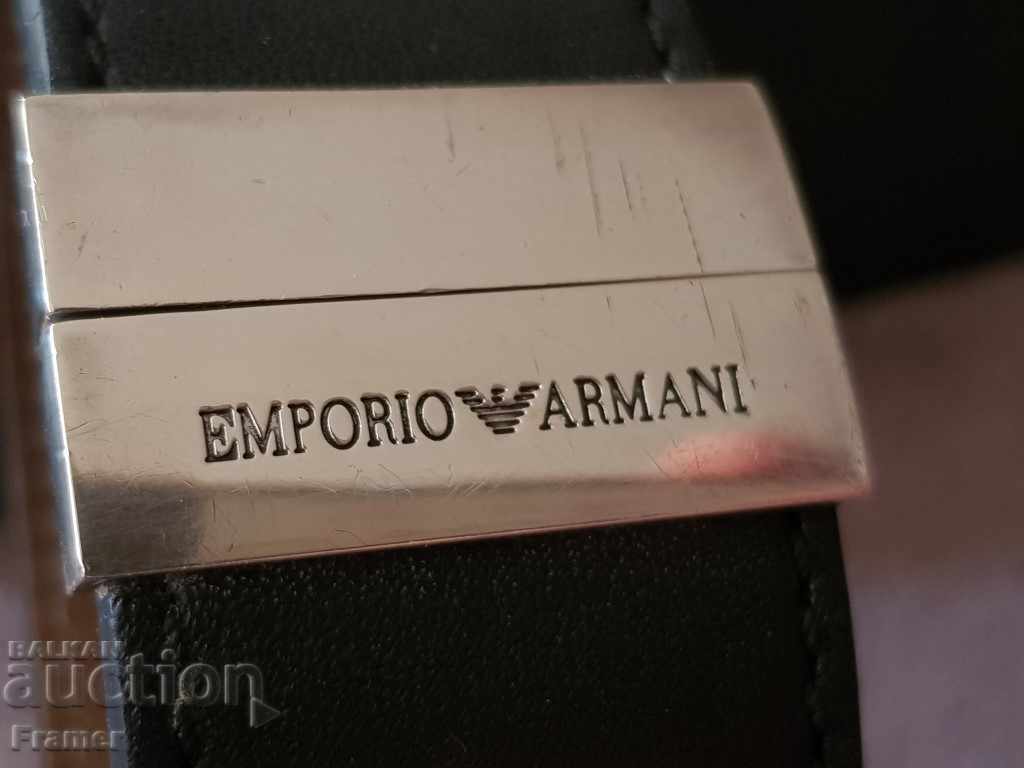 EMPORIO ARMANI
BALKAN
auction
Framer